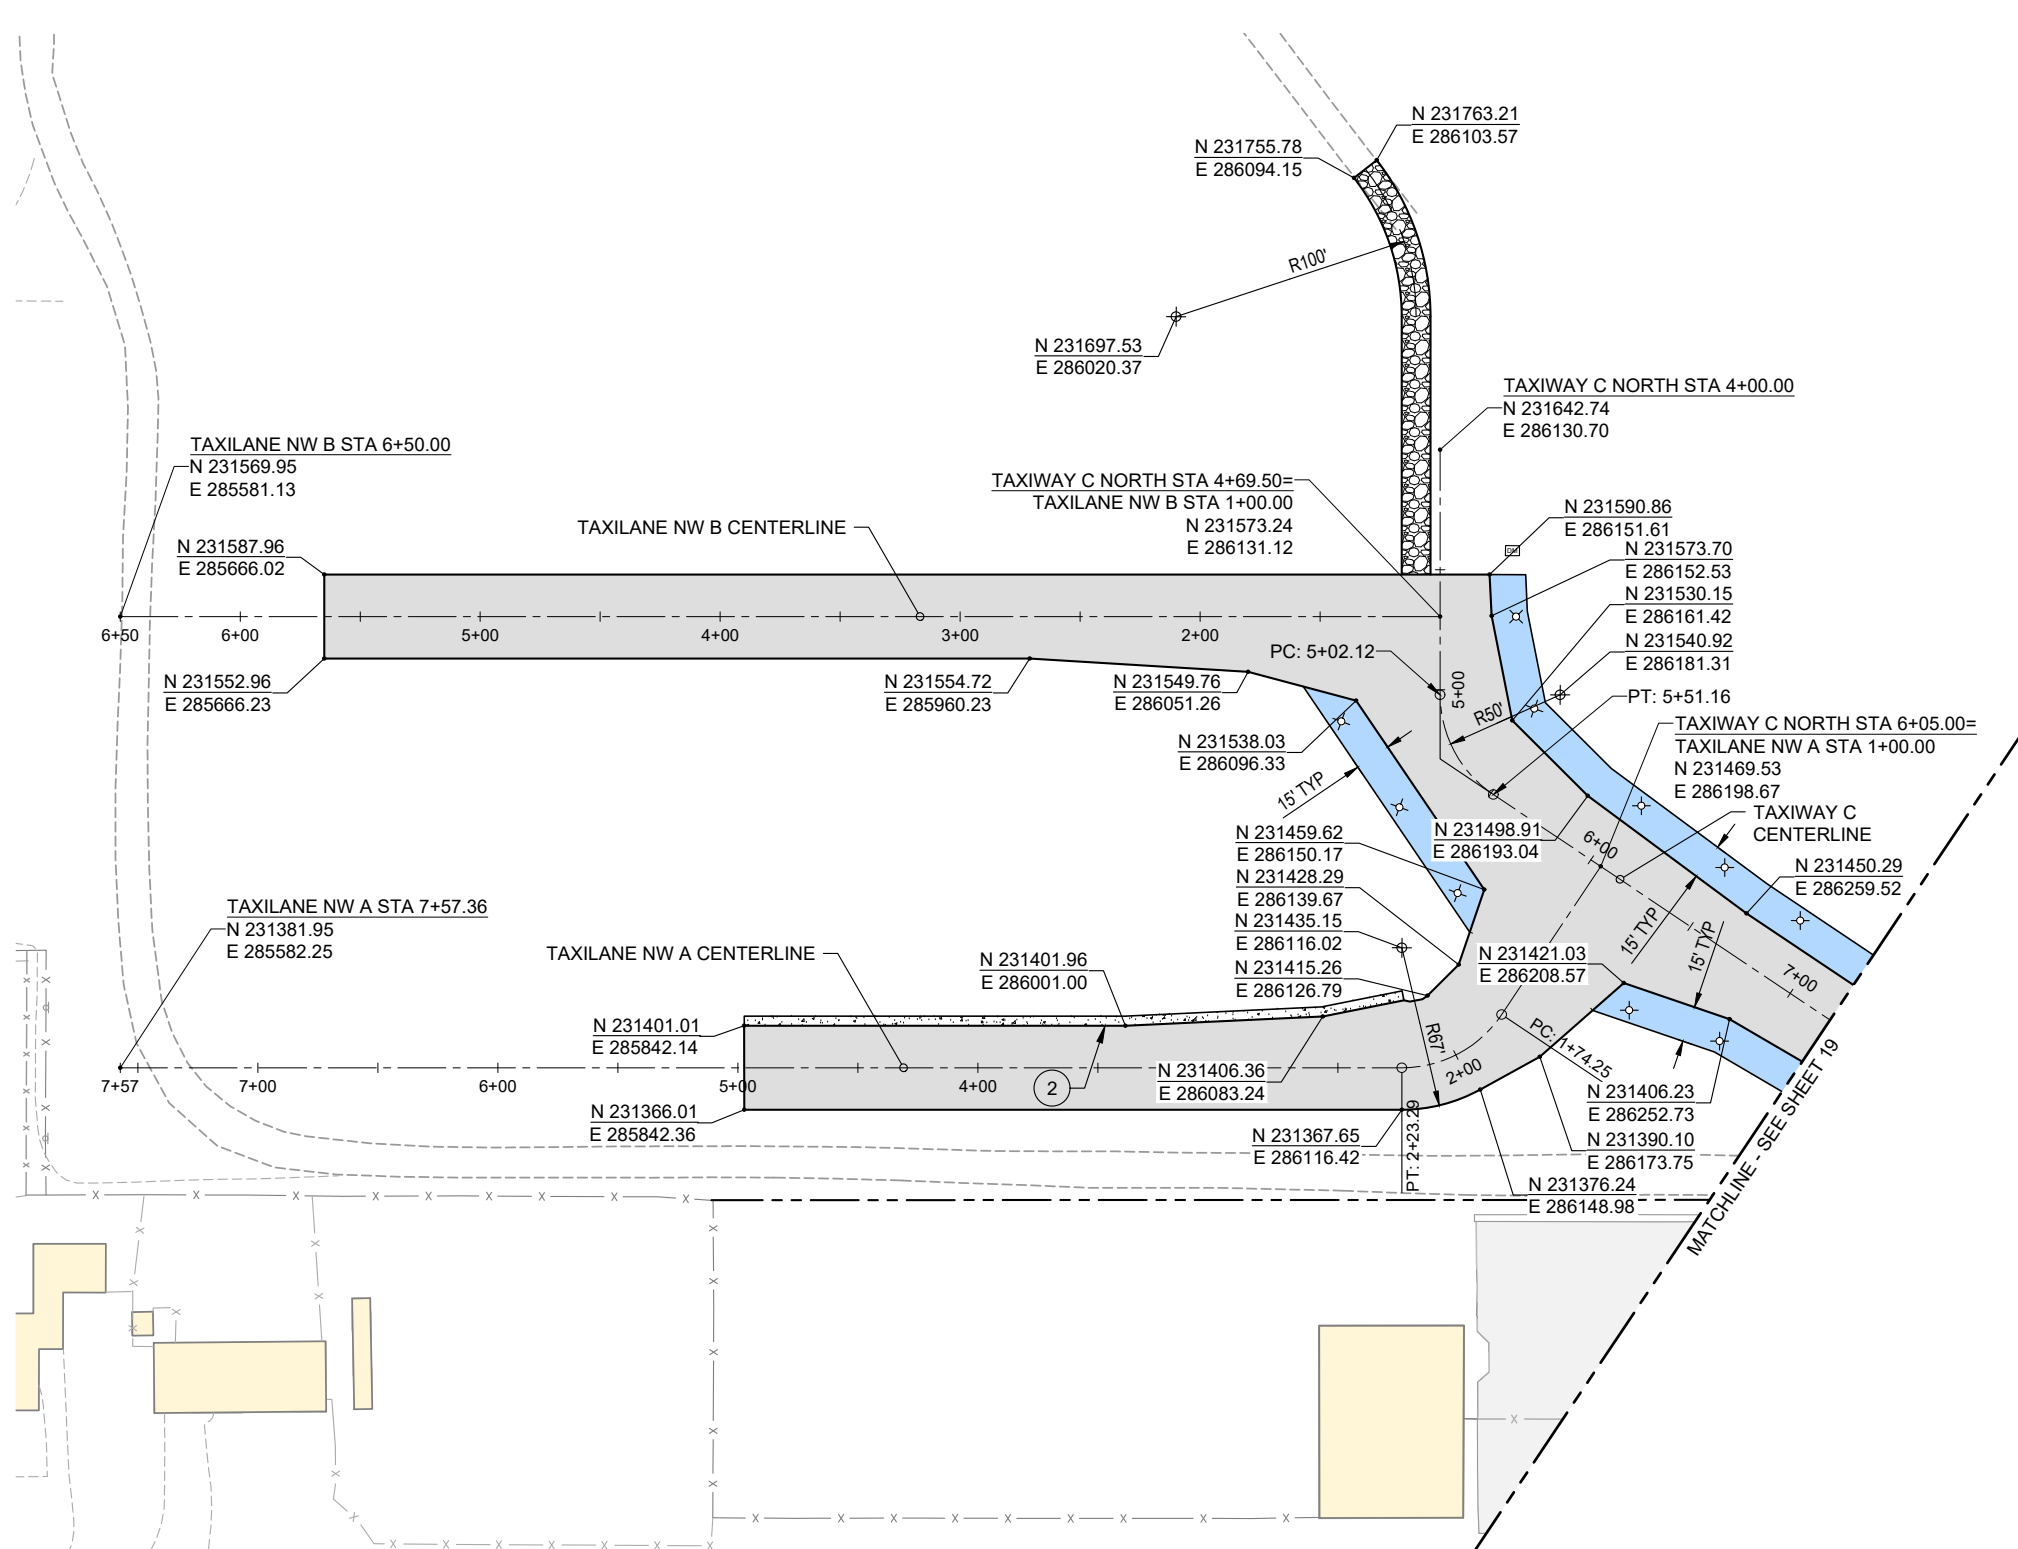 N 231763.21
E 286103.57
N 231755.78
E 286094.15
R100'
N 231697.53
E 286020.37
TAXIWAY C NORTH STA 4+00.00
N 231642.74
E 286130.70
TAXILANE NW B STA 6+50.00
N 231569.95
E 285581.13
TAXIWAY C NORTH STA 4+69.50=
TAXILANE NW B STA 1+00.00
N 231573.24
E 286131.12
TAXILANE NW B CENTERLINE
N 231587.96
E 285666.02
N 231590.86
E 286151.61
DM
N 231573.70
E 286152.53
N 231530.15
E 286161.42
N 231540.92
E 286181.31
6+50
6+00
5+00
4+00
3+00
2+00
PC: 5+02.12
5+00
R50'
PT: 5+51.16
N 231552.96
E 285666.23
N 231554.72
E 285960.23
N 231549.76
E 286051.26
N 231538.03
E 286096.33
15' TYP
TAXIWAY C NORTH STA 6+05.00=
TAXILANE NW A STA 1+00.00
N 231469.53
E 286198.67
TAXIWAY C
CENTERLINE
N 231459.62
E 286150.17
N 231498.91
E 286193.04
6+00
N 231450.29
E 286259.52
N 231428.29
E 286139.67
N 231435.15
E 286116.02
N 231415.26
E 286126.79
15' TYP
15' TYP
7+00
N 231421.03
E 286208.57
TAXILANE NW A STA 7+57.36
N 231381.95
E 285582.25
TAXILANE NW A CENTERLINE
N 231401.96
E 286001.00
N 231401.01
E 285842.14
R67'
PC: 1+74.25
2+00
7+57
7+00
6+00
5+00
4+00
2
N 231406.36
E 286083.24
N 231406.23
E 286252.73
N 231366.01
E 285842.36
N 231367.65
E 286116.42
PT: 2+23.29
N 231390.10
E 286173.75
N 231376.24
E 286148.98
MATCHLINE - SEE SHEET 19